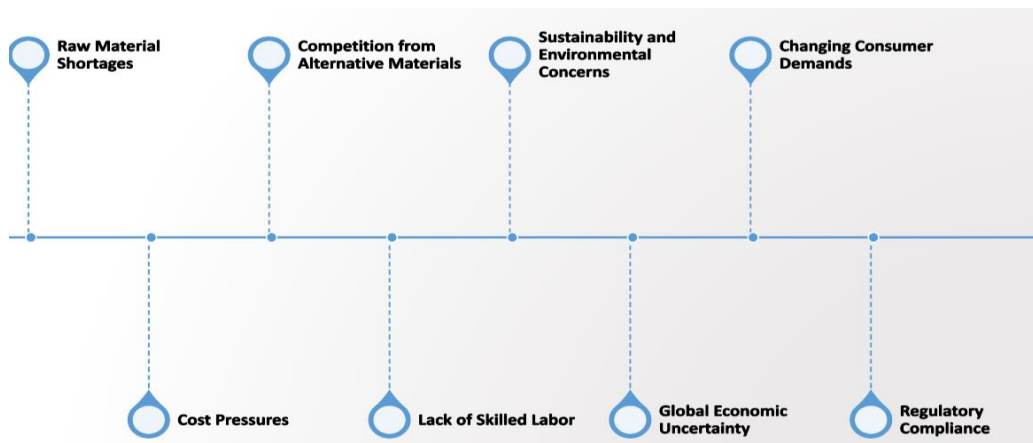 Raw Material
Shortages
Competition from
Alternative Materials
Sustainability and
Environmental
Concerns
Changing Consumer
Demands
Cost Pressures
Lack of Skilled Labor
Global Economic
Uncertainty
Regulatory
Compliance